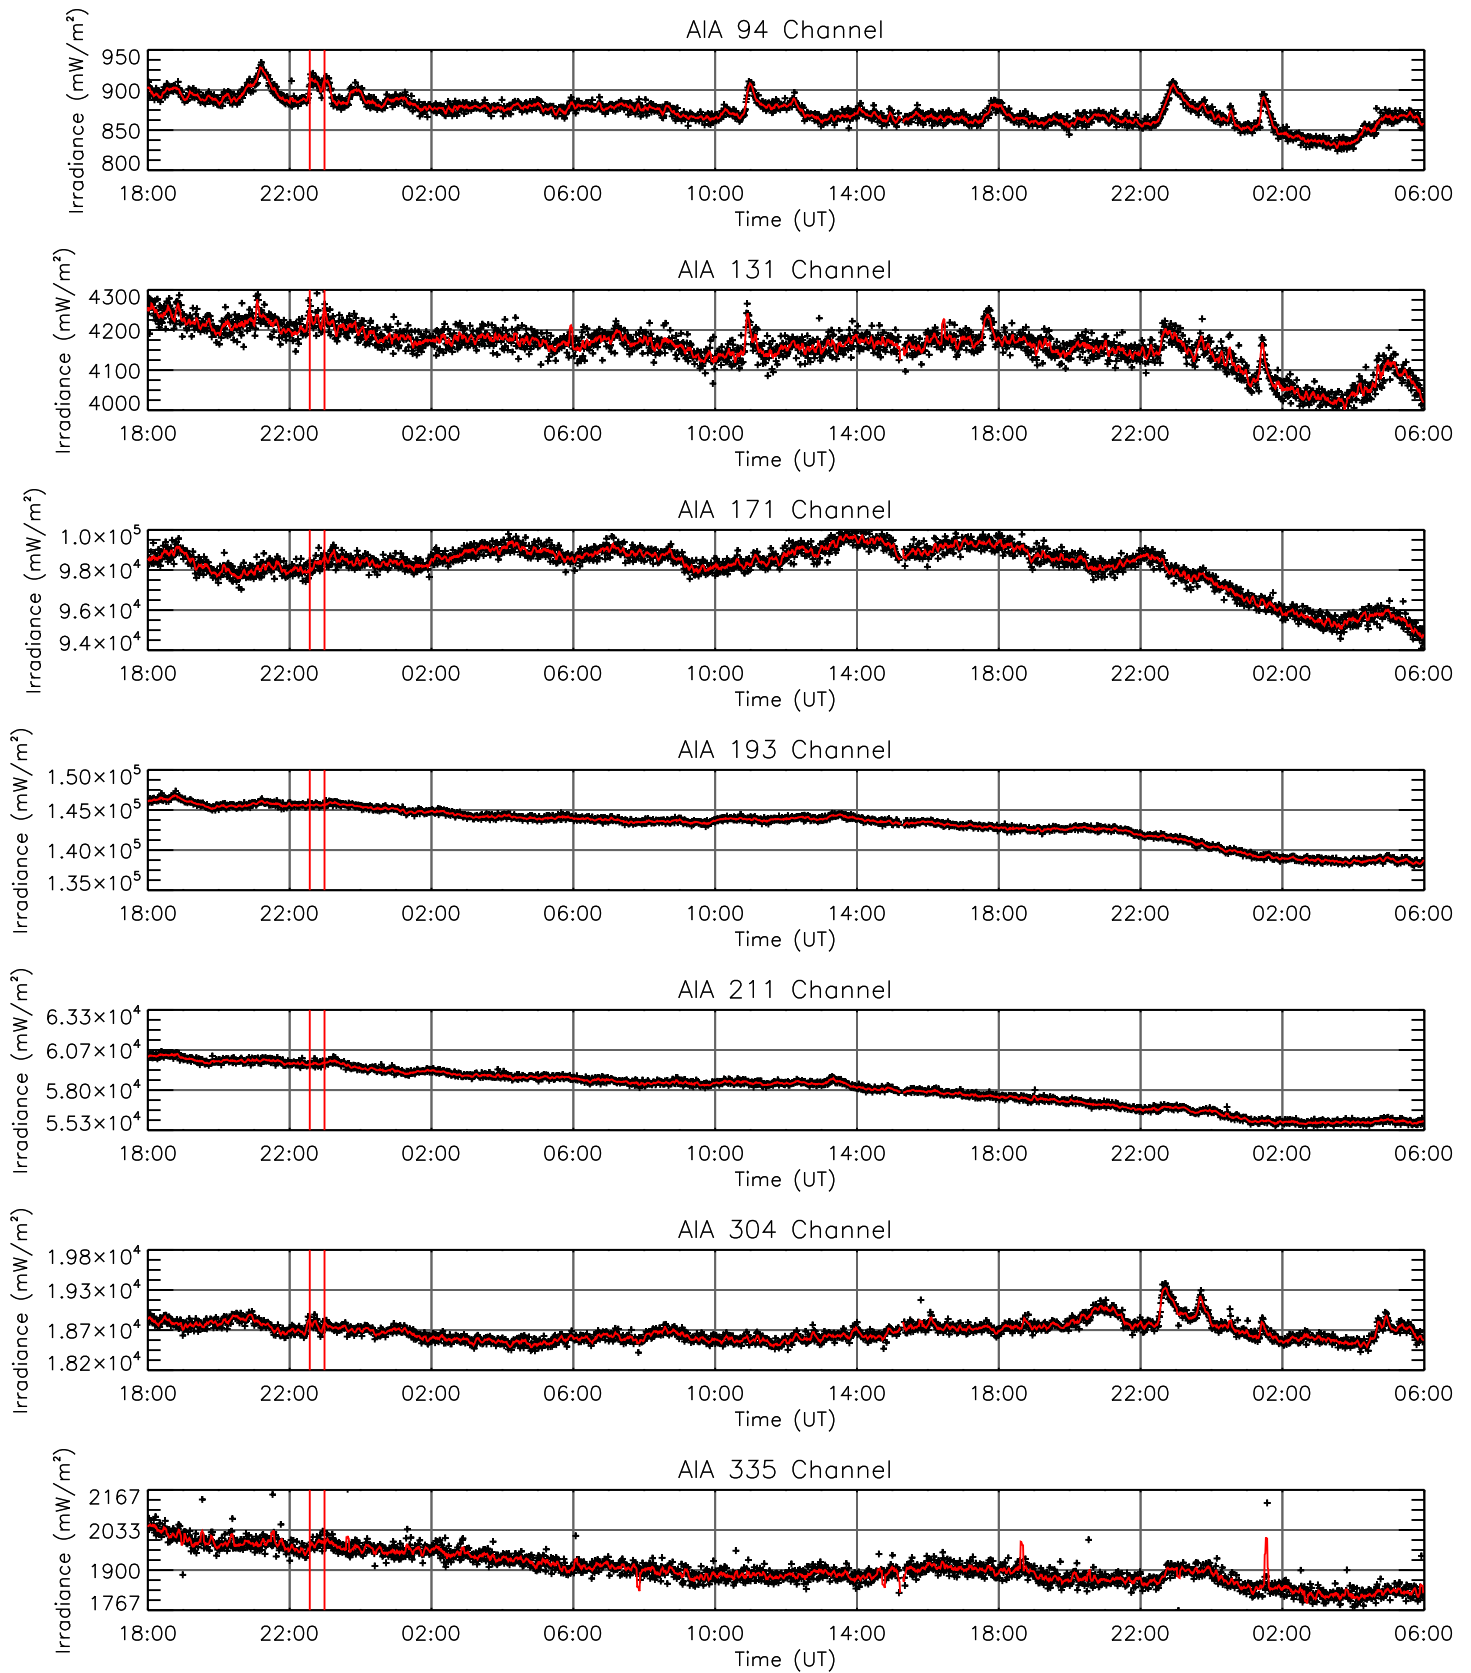 AIA 94 Channel
Irradiance (mW/m²)
950
900
850
800
18:00 22:00 02:00 06:00 10:00 14:00 18:00 22:00 02:00 06:00
Time (UT)
AIA 131 Channel
Irradiance (mW/m²)
4300
4200
4100
4000
18:00 22:00 02:00 06:00 10:00 14:00 18:00 22:00 02:00 06:00
Time (UT)
AIA 171 Channel
Irradiance (mW/m²)
1.0×10⁵
9.8×10⁴
9.6×10⁴
9.4×10⁴
18:00 22:00 02:00 06:00 10:00 14:00 18:00 22:00 02:00 06:00
Time (UT)
AIA 193 Channel
Irradiance (mW/m²)
1.50×10⁵
1.45×10⁵
1.40×10⁵
1.35×10⁵
18:00 22:00 02:00 06:00 10:00 14:00 18:00 22:00 02:00 06:00
Time (UT)
AIA 211 Channel
Irradiance (mW/m²)
6.33×10⁴
6.07×10⁴
5.80×10⁴
5.53×10⁴
18:00 22:00 02:00 06:00 10:00 14:00 18:00 22:00 02:00 06:00
Time (UT)
AIA 304 Channel
Irradiance (mW/m²)
1.98×10⁴
1.93×10⁴
1.87×10⁴
1.82×10⁴
18:00 22:00 02:00 06:00 10:00 14:00 18:00 22:00 02:00 06:00
Time (UT)
AIA 335 Channel
Irradiance (mW/m²)
2167
2033
1900
1767
18:00 22:00 02:00 06:00 10:00 14:00 18:00 22:00 02:00 06:00
Time (UT)